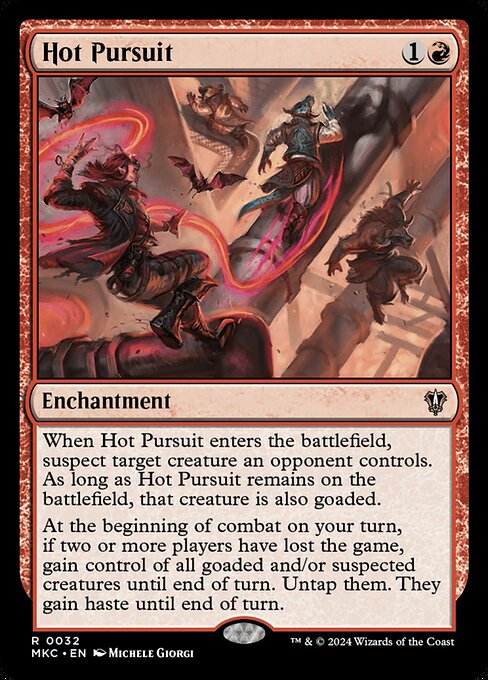 Hot Pursuit 1
Enchantment
When Hot Pursuit enters the battlefield,
suspect target creature an opponent controls.
As long as Hot Pursuit remains on the
battlefield, that creature is also goaded.
At the beginning of combat on your turn,
if two or more players have lost the game,
gain control of all goaded and/or suspected
creatures until end of turn. Untap them. They
gain haste until end of turn.
R 0032
MKC • EN Michele Giorgi
™ & © 2024 Wizards of the Coast